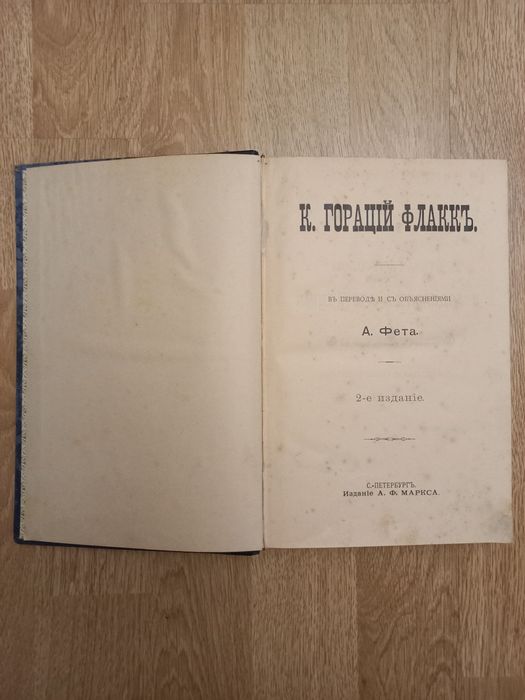 К. ГОРАЦІЙ ФЛАККЪ.
ВЪ ПЕРЕВОДѢ И СЪ ОБЪЯСНЕНІЯМИ
А. Фета.
2-е изданіе.
С.-ПЕТЕРБУРГЪ.
Изданіе А. Ф. МАРКСА.